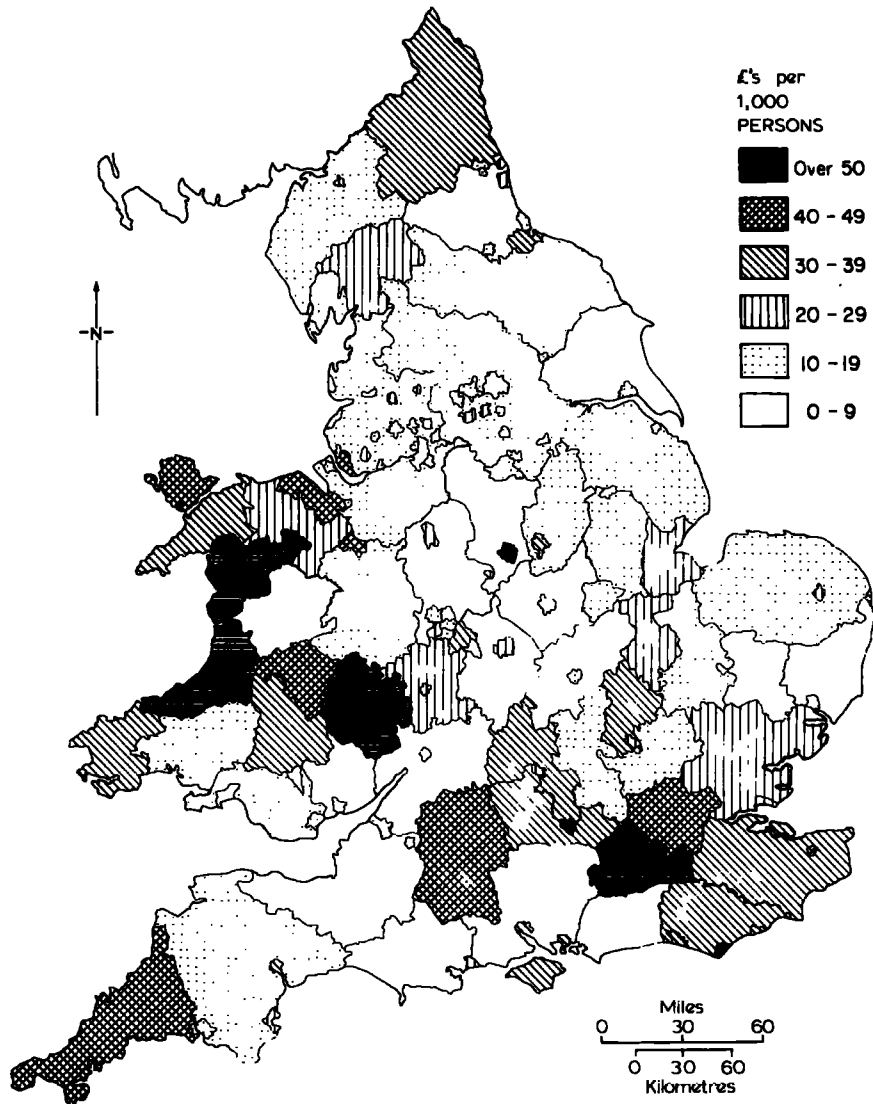 £'s per
1,000
PERSONS
Over 50
40 - 49
30 - 39
20 - 29
10 - 19
0 - 9
-N-
Miles
0 30 60
0 30 60
Kilometres